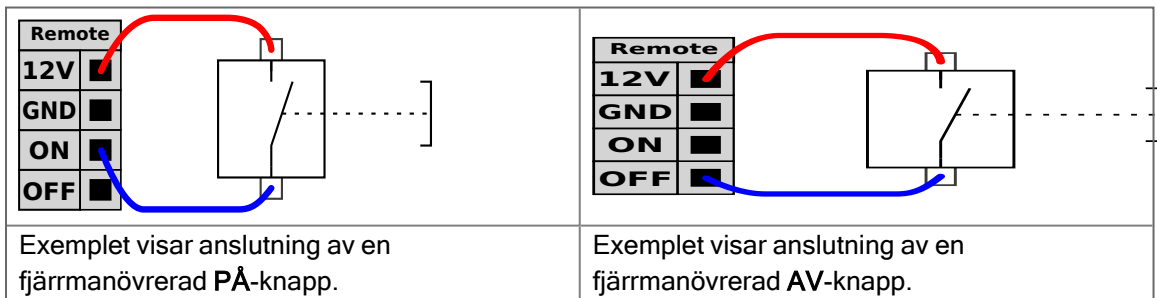 Remote
12V
GND
ON
OFF
Remote
12V
GND
ON
OFF
Exemplet visar anslutning av en
fjärrmanövrerad PÅ-knapp.
Exemplet visar anslutning av en
fjärrmanövrerad AV-knapp.